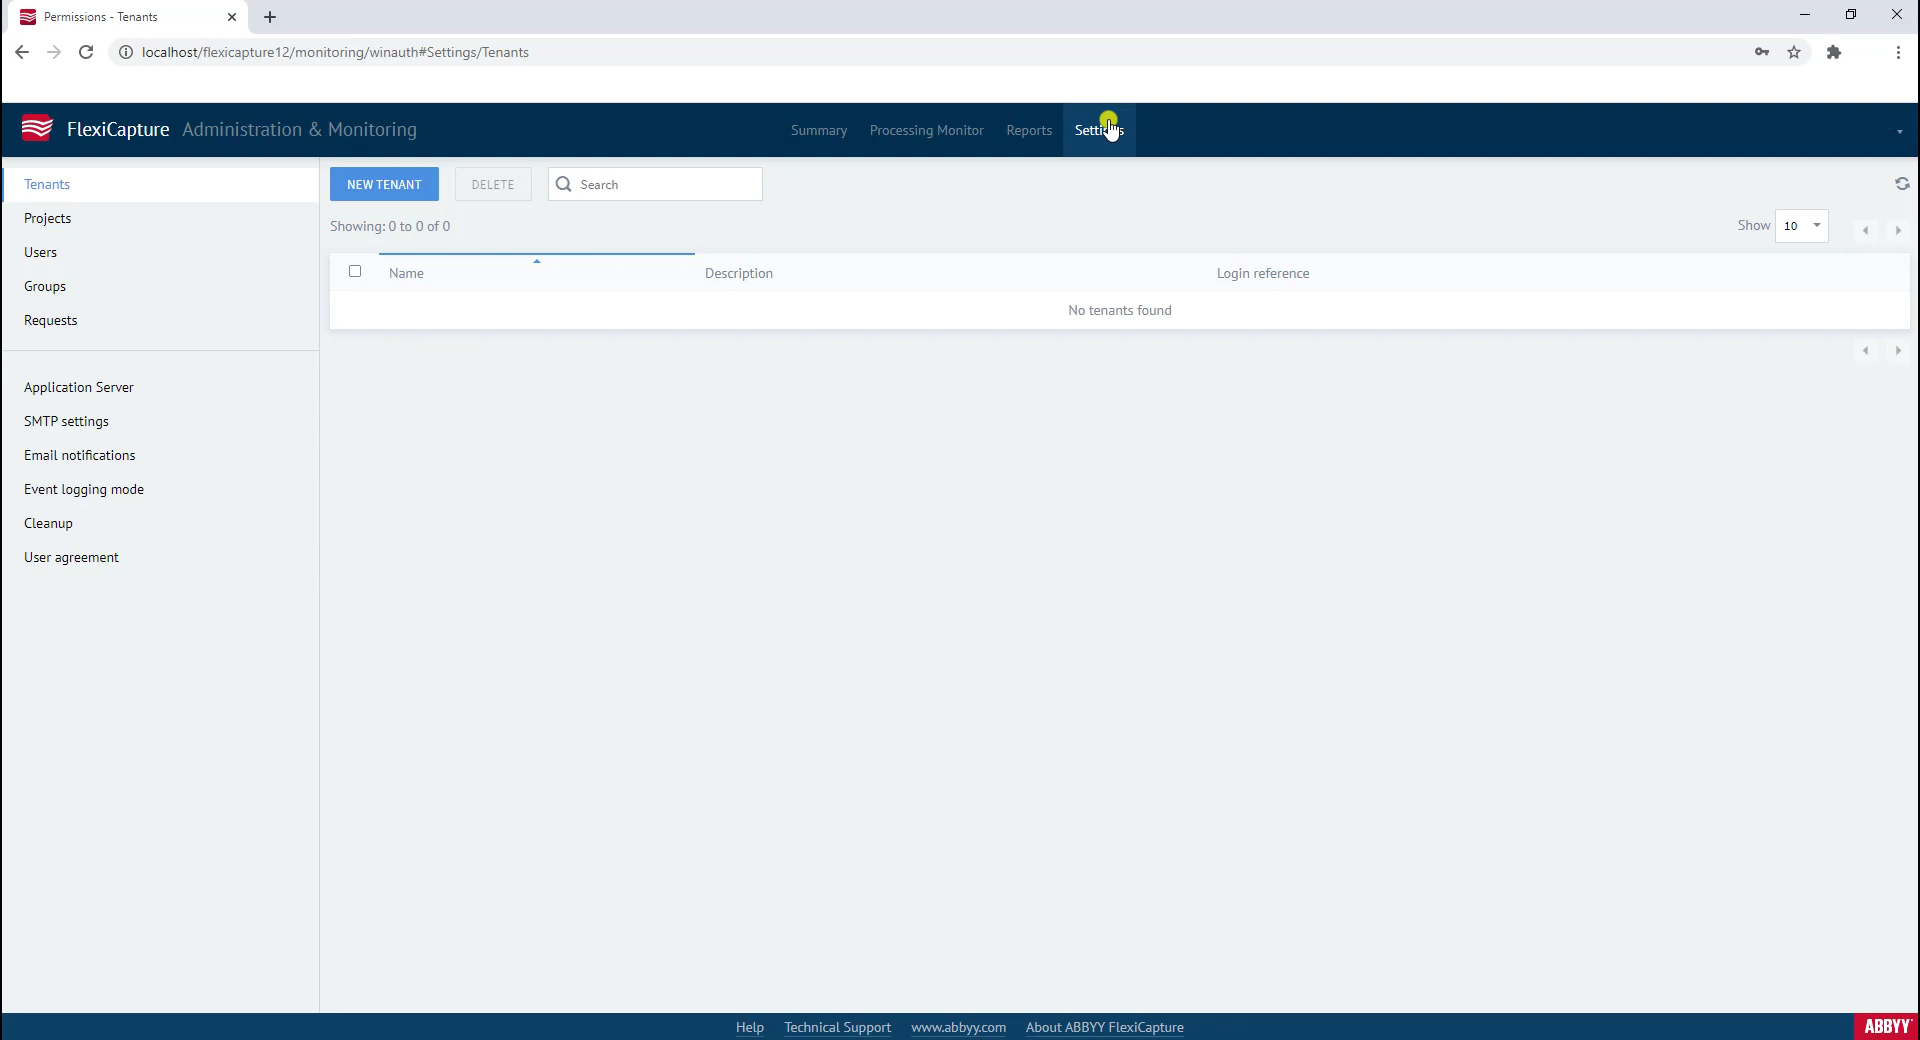 Permissions - Tenants
localhost/flexicapture12/monitoring/winauth#Settings/Tenants
FlexiCapture Administration & Monitoring
Summary Processing Monitor Reports Settings
Tenants
Projects
Users
Groups
Requests
Application Server
SMTP settings
Email notifications
Event logging mode
Cleanup
User agreement
NEW TENANT DELETE Search
Showing: 0 to 0 of 0
Show 10
Name Description Login reference
No tenants found
Help Technical Support www.abbyy.com About ABBYY FlexiCapture
ABBYY